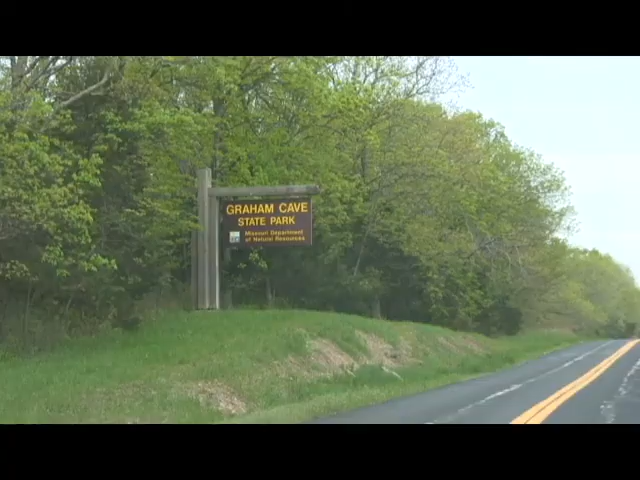 GRAHAM CAVE
STATE PARK
Missouri Department
of Natural Resources